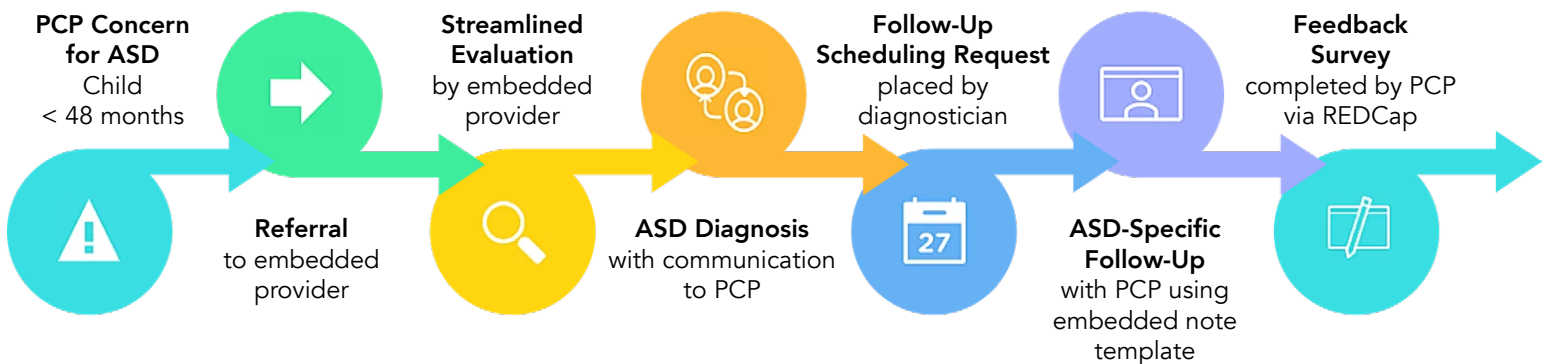 PCP Concern
for ASD
Child
< 48 months
Referral
to embedded
provider
Streamlined
Evaluation
by embedded
provider
ASD Diagnosis
with communication
to PCP
Follow-Up
Scheduling Request
placed by
diagnostician
27
ASD-Specific
Follow-Up
with PCP using
embedded note
template
Feedback
Survey
completed by PCP
via REDCap